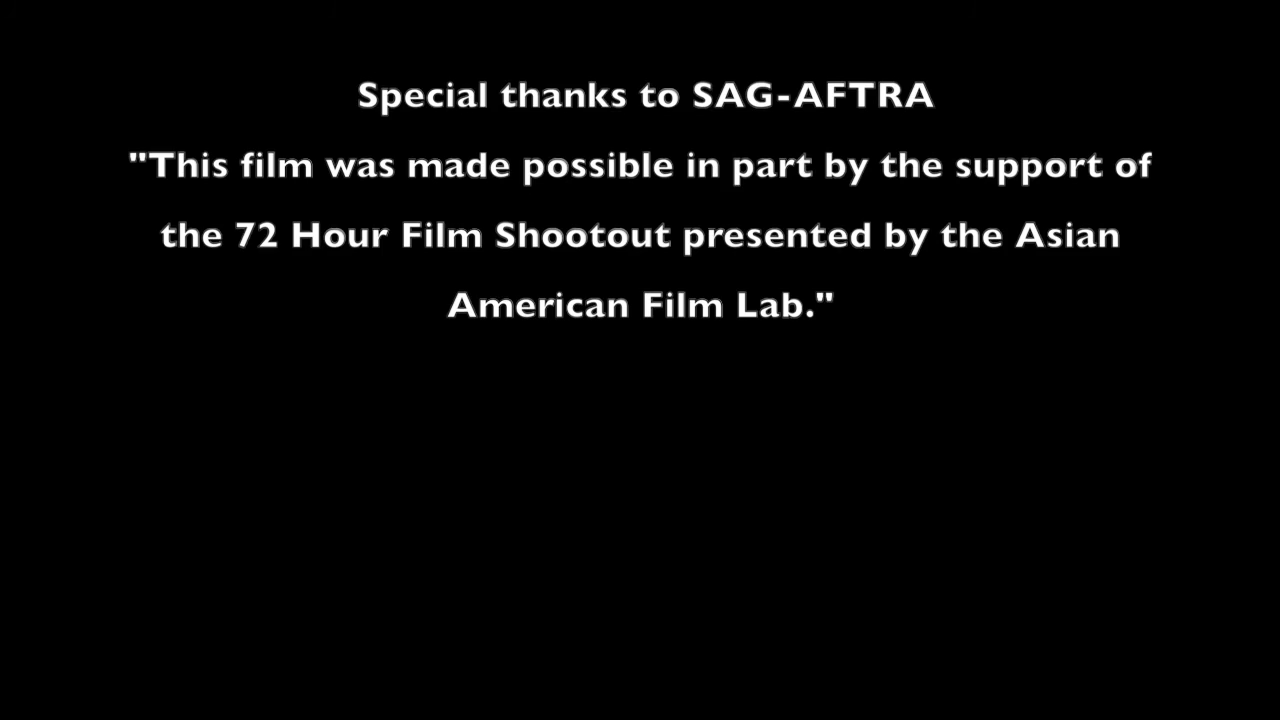 Special thanks to SAG-AFTRA
"This film was made possible in part by the support of
the 72 Hour Film Shootout presented by the Asian
American Film Lab."